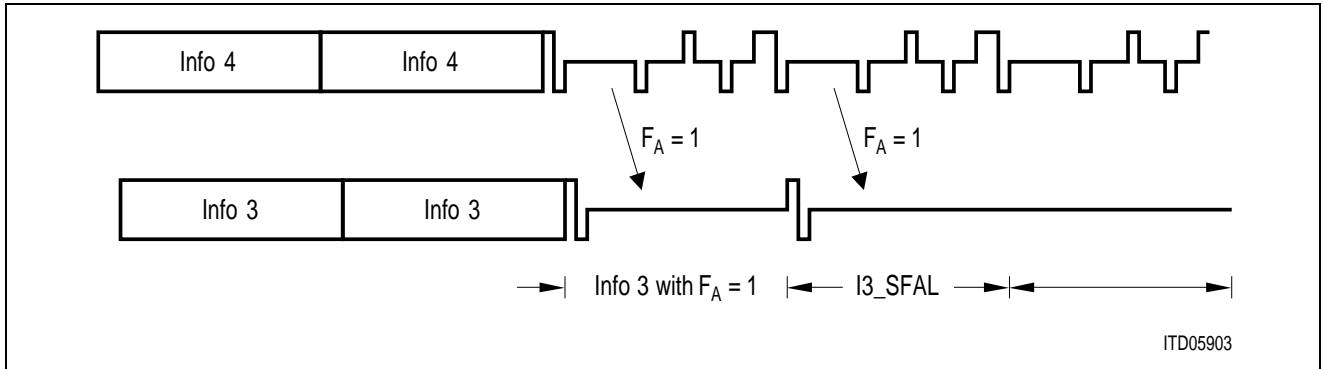 Info 4 Info 4
F_A = 1 F_A = 1
Info 3 Info 3
Info 3 with F_A = 1 I3_SFAL
ITD05903